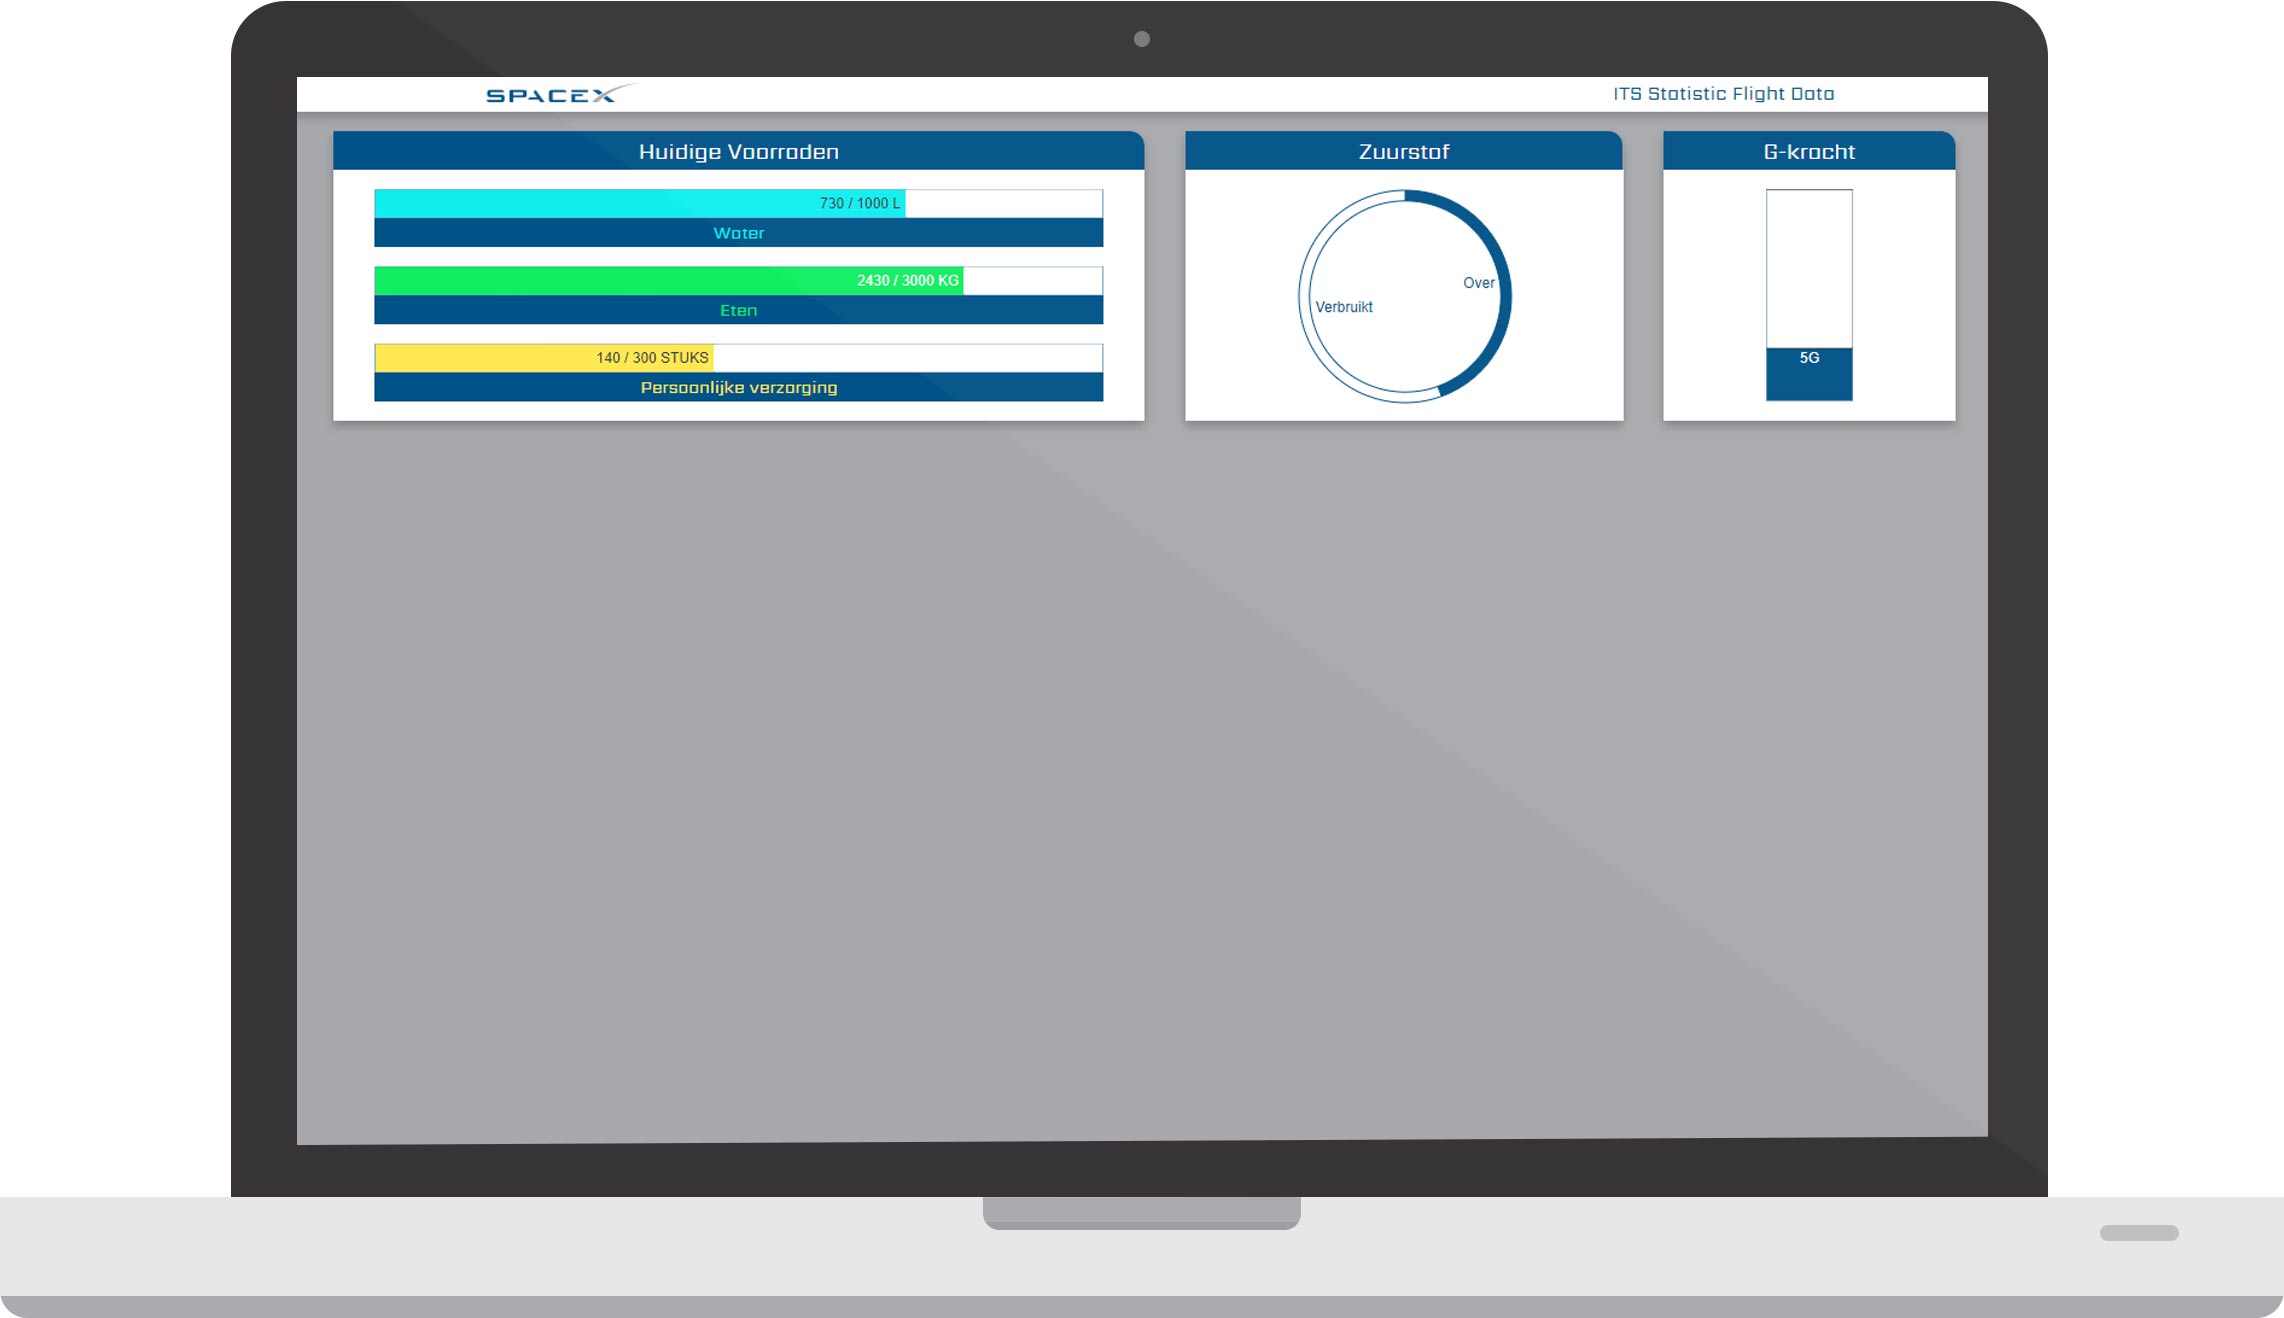 SPACEX
ITS Statistic Flight Data
Huidige Voorraden
730 / 1000 L
Water
2430 / 3000 KG
Eten
140 / 300 STUKS
Persoonlijke verzorging
Zuurstof
Over
Verbruikt
G-kracht
5G